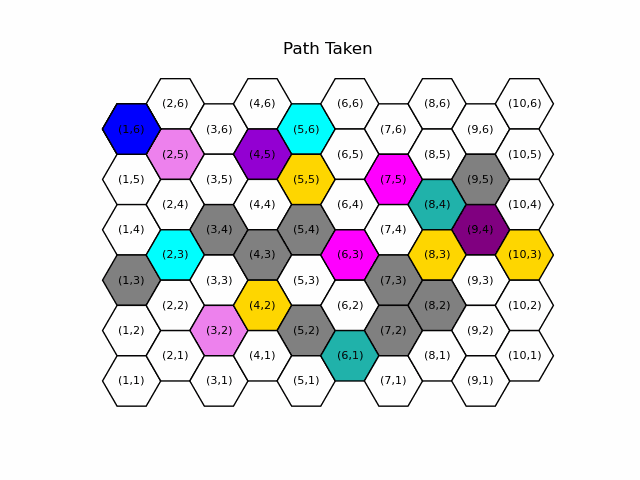 Path Taken
(2,6) (4,6) (6,6) (8,6) (10,6)
(1,6) (3,6) (5,6) (7,6) (9,6)
(2,5) (4,5) (6,5) (8,5) (10,5)
(1,5) (3,5) (5,5) (7,5) (9,5)
(2,4) (4,4) (6,4) (8,4) (10,4)
(1,4) (3,4) (5,4) (7,4) (9,4)
(2,3) (4,3) (6,3) (8,3) (10,3)
(1,3) (3,3) (5,3) (7,3) (9,3)
(2,2) (4,2) (6,2) (8,2) (10,2)
(1,2) (3,2) (5,2) (7,2) (9,2)
(2,1) (4,1) (6,1) (8,1) (10,1)
(1,1) (3,1) (5,1) (7,1) (9,1)